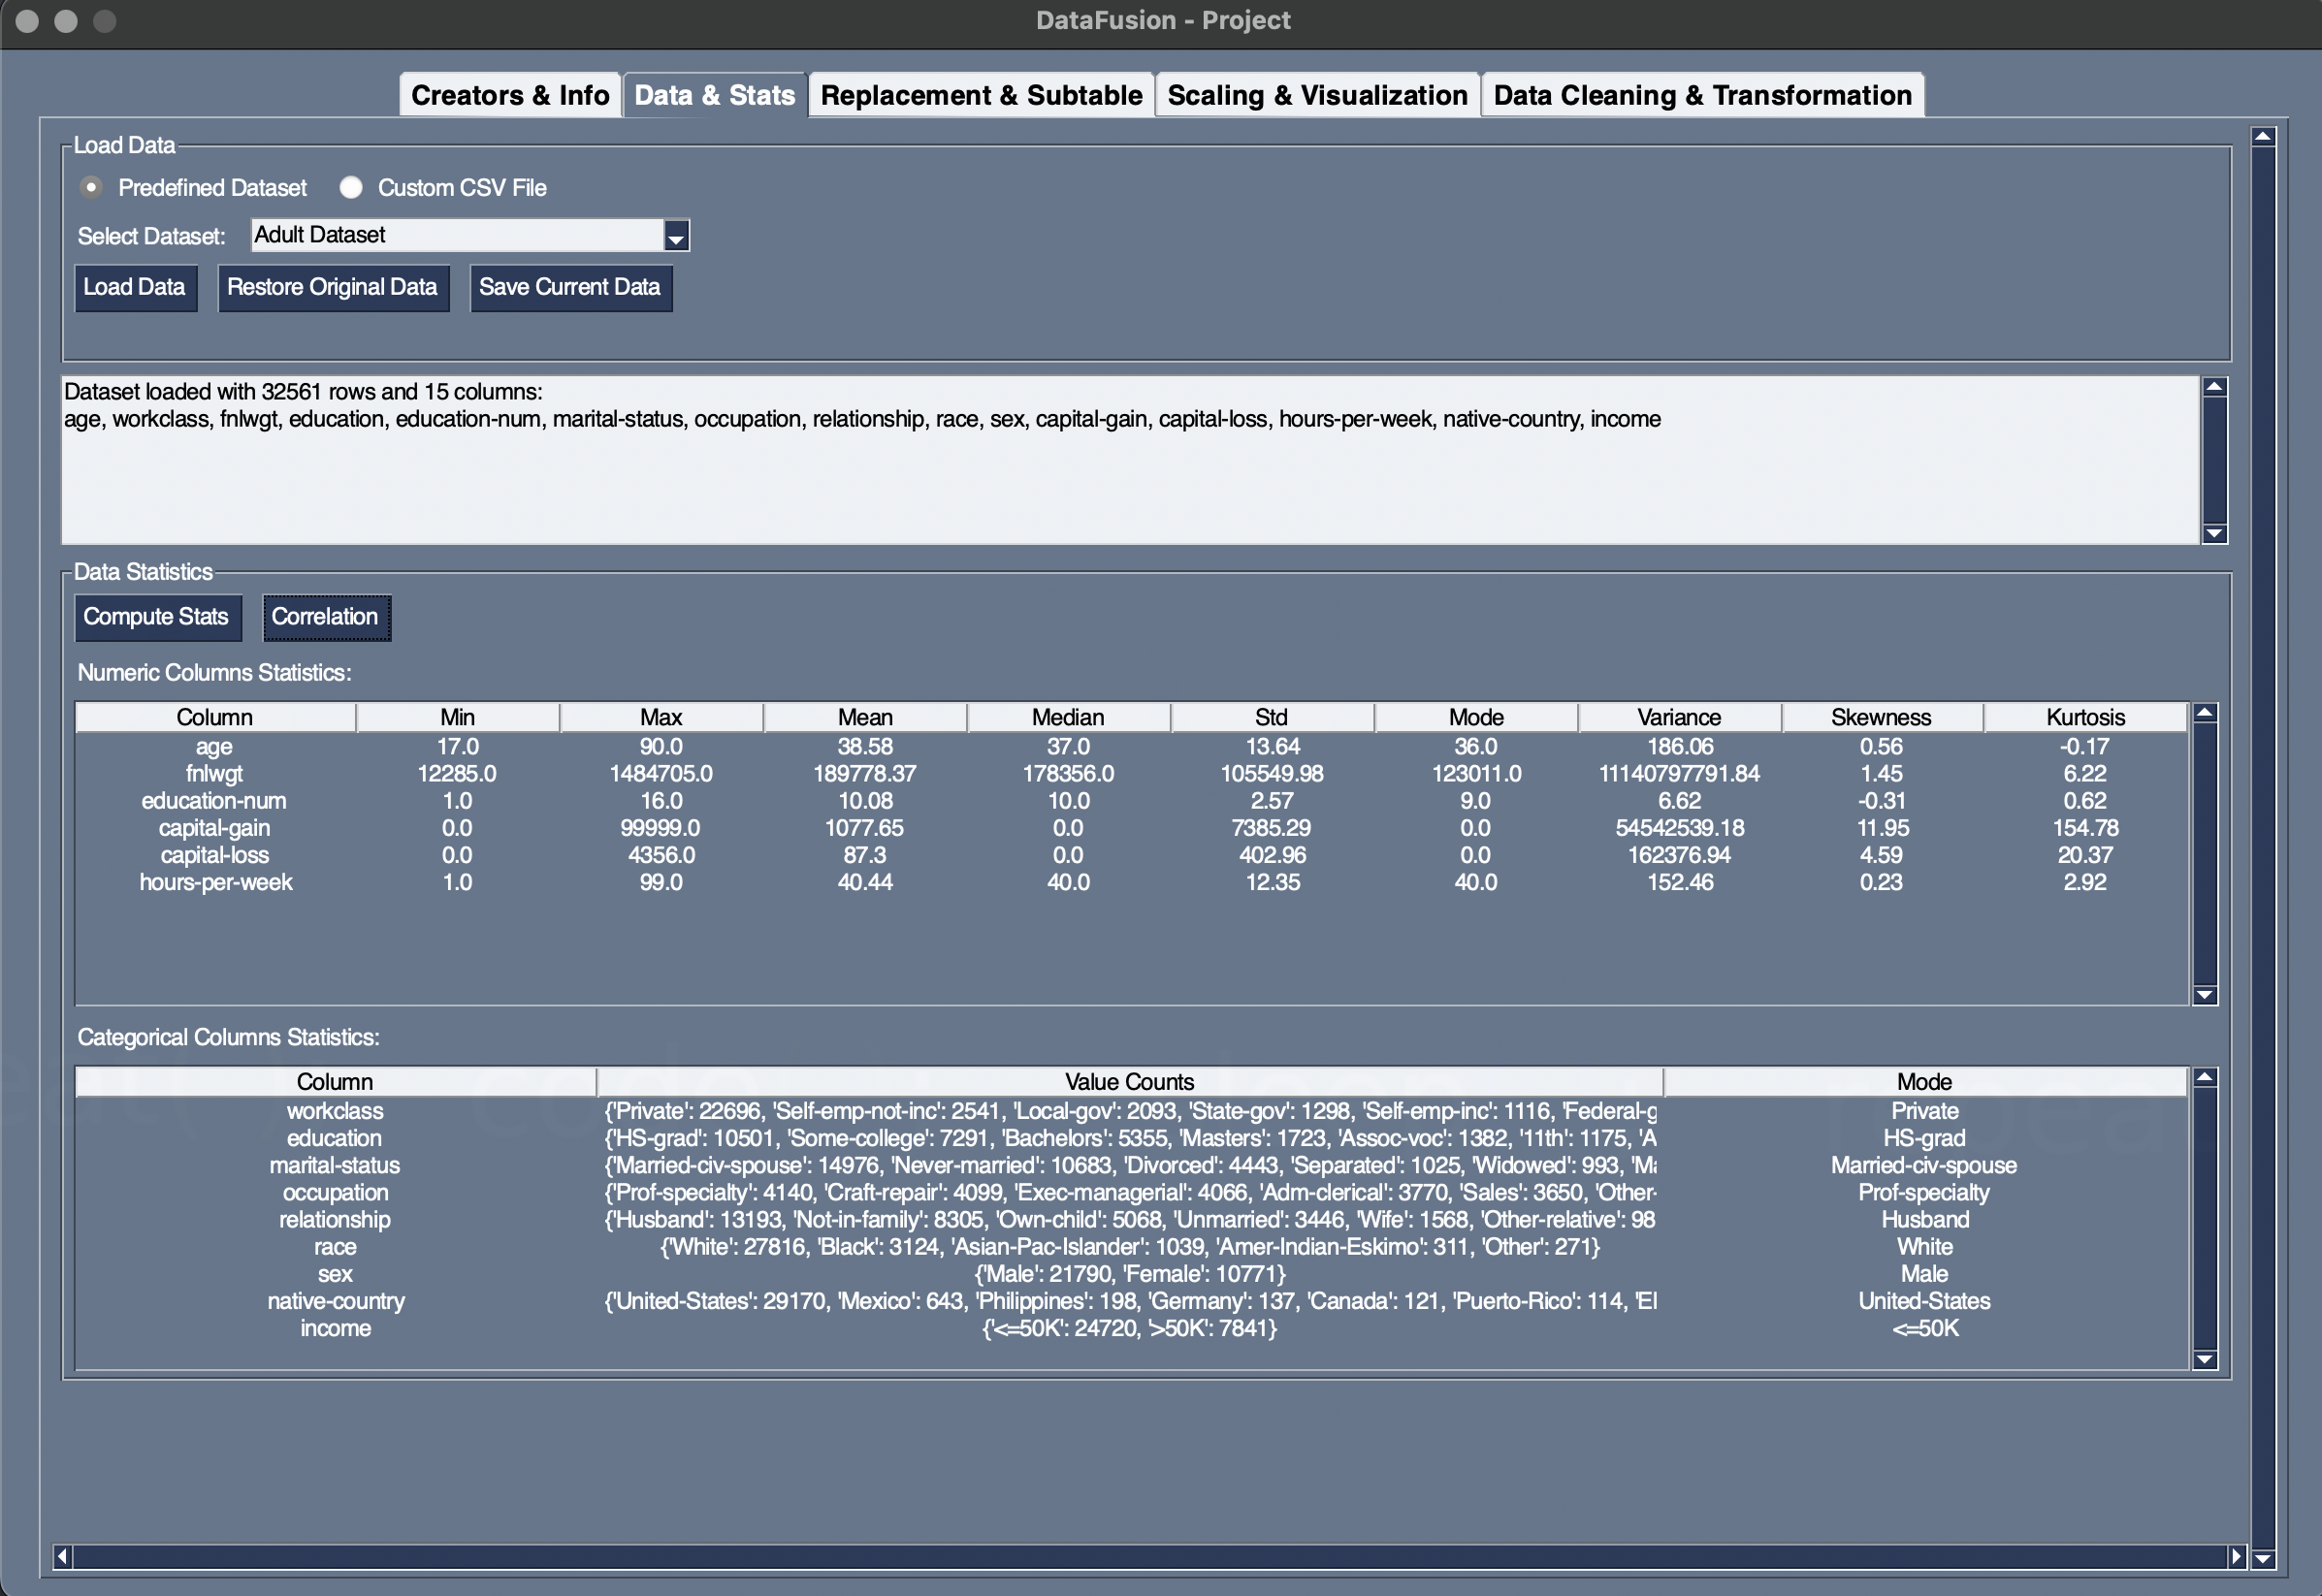 DataFusion - Project
Creators & Info Data & Stats Replacement & Subtable Scaling & Visualization Data Cleaning & Transformation
Load Data
Predefined Dataset Custom CSV File
Select Dataset: Adult Dataset
Load Data Restore Original Data Save Current Data
Dataset loaded with 32561 rows and 15 columns:
age, workclass, fnlwgt, education, education-num, marital-status, occupation, relationship, race, sex, capital-gain, capital-loss, hours-per-week, native-country, income
Data Statistics
Compute Stats Correlation
Numeric Columns Statistics:
Column Min Max Mean Median Std Mode Variance Skewness Kurtosis
age 17.0 90.0 38.58 37.0 13.64 36.0 186.06 0.56 -0.17
fnlwgt 12285.0 1484705.0 189778.37 178356.0 105549.98 123011.0 11140797791.84 1.45 6.22
education-num 1.0 16.0 10.08 10.0 2.57 9.0 6.62 -0.31 0.62
capital-gain 0.0 99999.0 1077.65 0.0 7385.29 0.0 54542539.18 11.95 154.78
capital-loss 0.0 4356.0 87.3 0.0 402.96 0.0 162376.94 4.59 20.37
hours-per-week 1.0 99.0 40.44 40.0 12.35 40.0 152.46 0.23 2.92
Categorical Columns Statistics:
Column Value Counts Mode
workclass {'Private': 22696, 'Self-emp-not-inc': 2541, 'Local-gov': 2093, 'State-gov': 1298, 'Self-emp-inc': 1116, 'Federal-g Private
education {'HS-grad': 10501, 'Some-college': 7291, 'Bachelors': 5355, 'Masters': 1723, 'Assoc-voc': 1382, '11th': 1175, 'A HS-grad
marital-status {'Married-civ-spouse': 14976, 'Never-married': 10683, 'Divorced': 4443, 'Separated': 1025, 'Widowed': 993, 'Ma Married-civ-spouse
occupation {'Prof-specialty': 4140, 'Craft-repair': 4099, 'Exec-managerial': 4066, 'Adm-clerical': 3770, 'Sales': 3650, 'Other- Prof-specialty
relationship {'Husband': 13193, 'Not-in-family': 8305, 'Own-child': 5068, 'Unmarried': 3446, 'Wife': 1568, 'Other-relative': 98 Husband
race {'White': 27816, 'Black': 3124, 'Asian-Pac-Islander': 1039, 'Amer-Indian-Eskimo': 311, 'Other': 271} White
sex {'Male': 21790, 'Female': 10771} Male
native-country {'United-States': 29170, 'Mexico': 643, 'Philippines': 198, 'Germany': 137, 'Canada': 121, 'Puerto-Rico': 114, 'El United-States
income {'<=50K': 24720, '>50K': 7841} <=50K